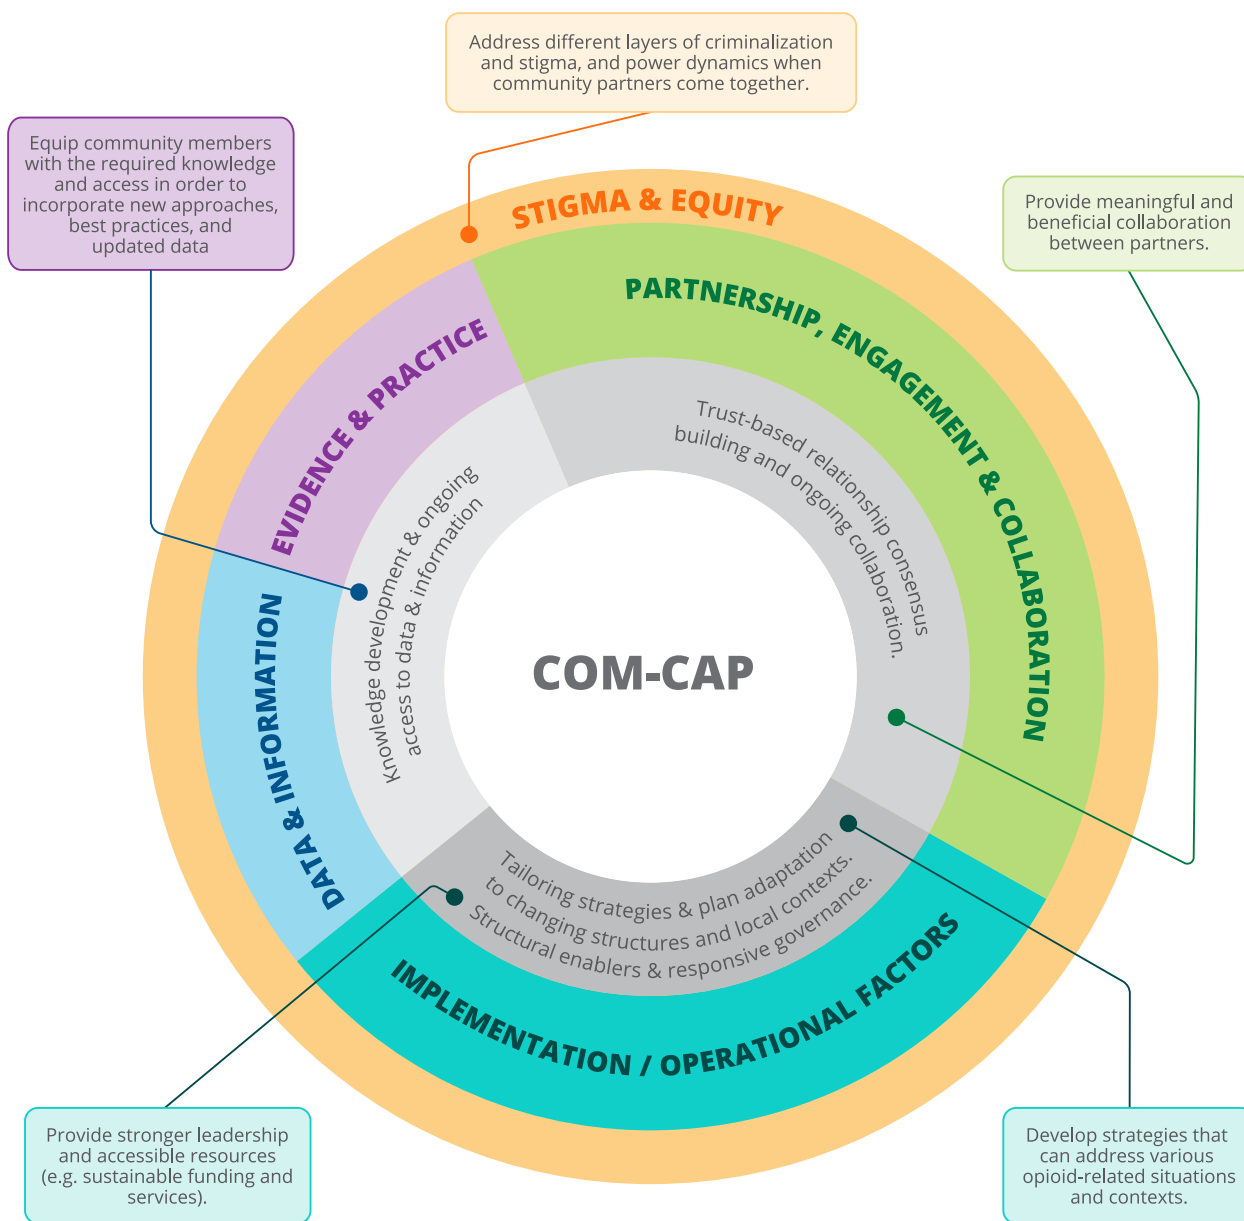 Address different layers of criminalization
and stigma, and power dynamics when
community partners come together.
Equip community members
with the required knowledge
and access in order to
incorporate new approaches,
best practices, and
updated data
Provide meaningful and
beneficial collaboration
between partners.
STIGMA & EQUITY
PARTNERSHIP, ENGAGEMENT & COLLABORATION
EVIDENCE & PRACTICE
Trust-based relationship consensus
building and ongoing collaboration.
Knowledge development & ongoing
access to data & information
COM-CAP
DATA & INFORMATION
Tailoring strategies & plan adaptation
to changing structures and local contexts.
Structural enablers & responsive governance.
IMPLEMENTATION / OPERATIONAL FACTORS
Provide stronger leadership
and accessible resources
(e.g. sustainable funding and
services).
Develop strategies that
can address various
opioid-related situations
and contexts.